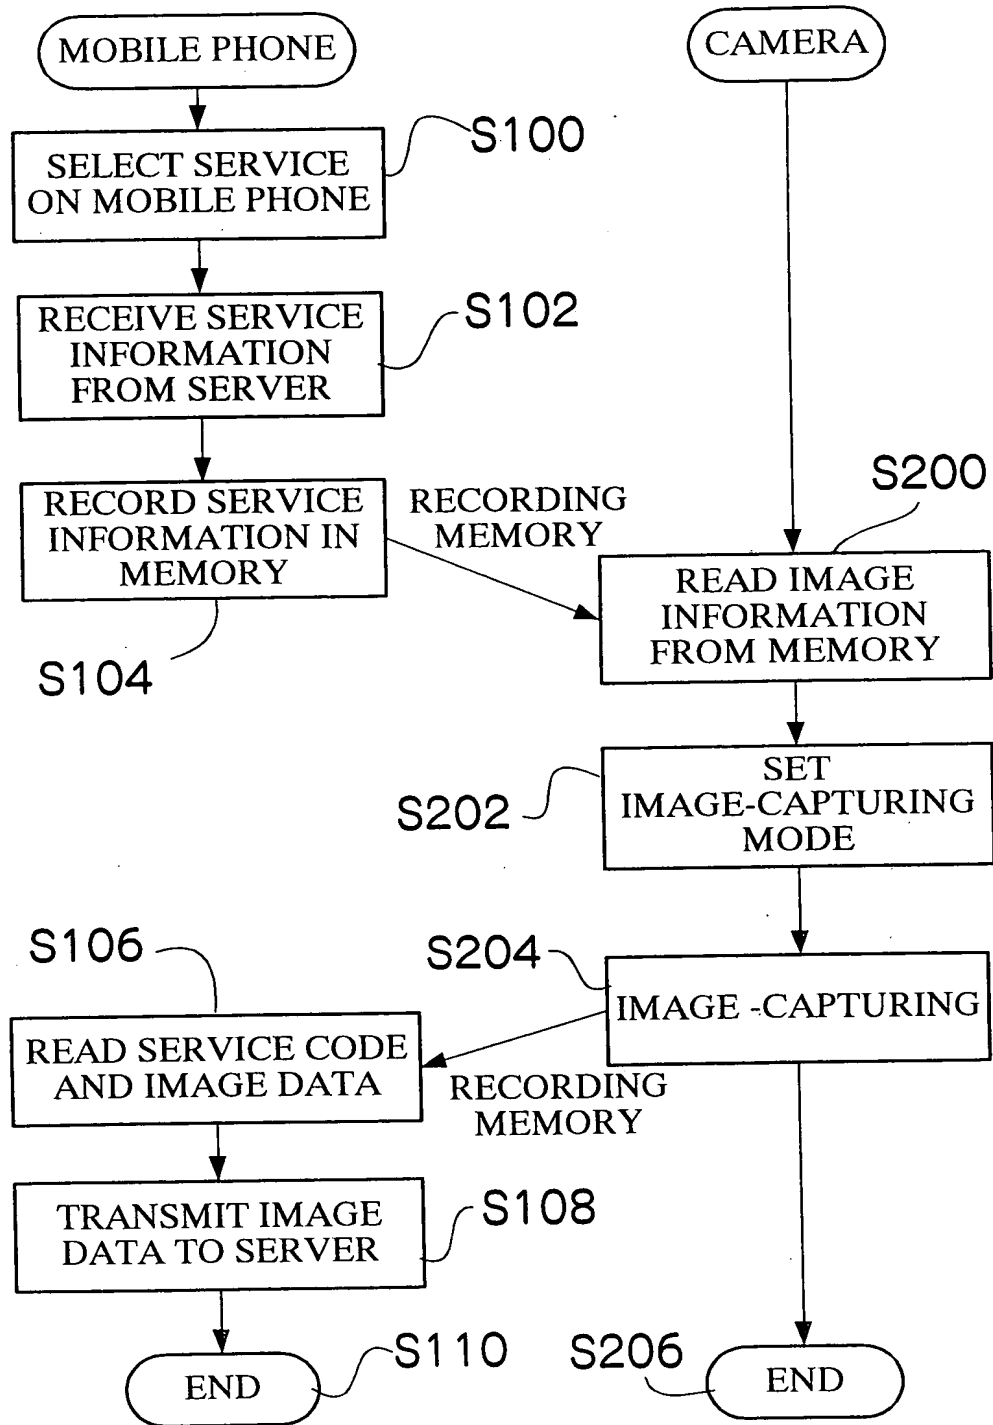 MOBILE PHONE
CAMERA
S100
SELECT SERVICE
ON MOBILE PHONE
S102
RECEIVE SERVICE
INFORMATION
FROM SERVER
S200
RECORD SERVICE
INFORMATION IN
MEMORY
RECORDING
MEMORY
READ IMAGE
INFORMATION
FROM MEMORY
S104
SET
IMAGE-CAPTURING
MODE
S202
S106
S204
IMAGE -CAPTURING
READ SERVICE CODE
AND IMAGE DATA
RECORDING
MEMORY
TRANSMIT IMAGE
DATA TO SERVER
S108
S110
S206
END
END